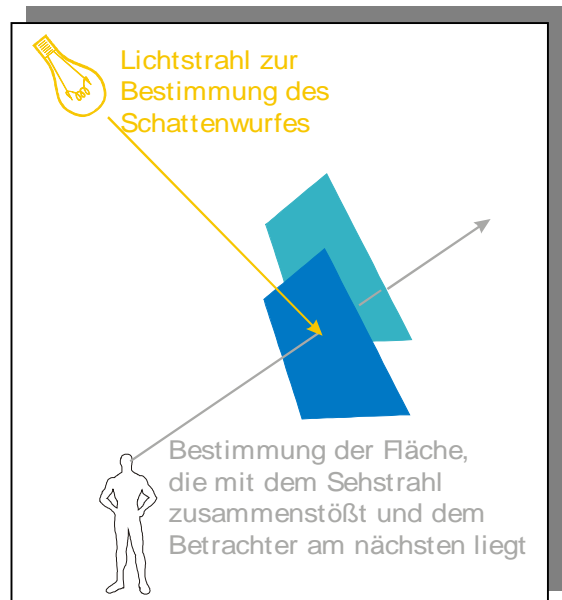 Lichtstrahl zur
Bestimmung des
Schattenwurfes
Bestimmung der Fläche,
die mit dem Sehstrahl
zusammenstößt und dem
Betrachter am nächsten liegt